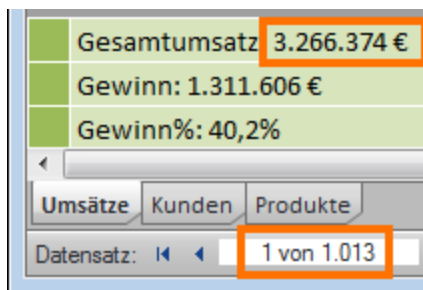 Gesamtumsatz 3.266.374 €
Gewinn: 1.311.606 €
Gewinn%: 40,2%
Umsätze Kunden Produkte
Datensatz: 1 von 1.013